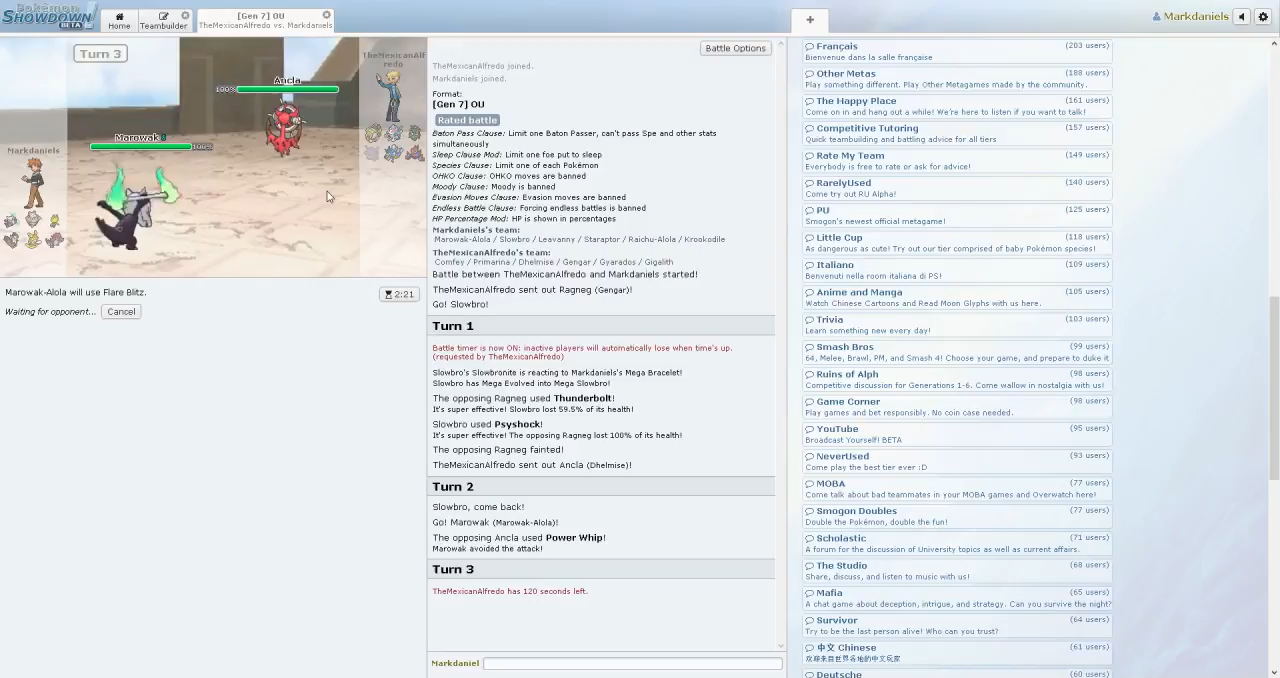 Pokémon
Showdown
BETA
Home
Teambuilder
[Gen 7] OU
TheMexicanAlfredo vs. Markdaniels
+
Markdaniels
Turn 3
Ancla
100%
TheMexicanAlf
redo
Marowak
100%
Markdaniels
Marowak-Alola will use Flare Blitz.
2:21
Waiting for opponent...
Cancel
Battle Options
TheMexicanAlfredo joined.
Markdaniels joined.
Format:
[Gen 7] OU
Rated battle
Baton Pass Clause: Limit one Baton Passer, can't pass Spe and other stats
simultaneously
Sleep Clause Mod: Limit one foe put to sleep
Species Clause: Limit one of each Pokémon
OHKO Clause: OHKO moves are banned
Moody Clause: Moody is banned
Evasion Moves Clause: Evasion moves are banned
Endless Battle Clause: Forcing endless battles is banned
HP Percentage Mod: HP is shown in percentages
Markdaniels's team:
Marowak-Alola / Slowbro / Leavanny / Staraptor / Raichu-Alola / Krookodile
TheMexicanAlfredo's team:
Comfey / Primarina / Dhelmise / Gengar / Gyarados / Gigalith
Battle between TheMexicanAlfredo and Markdaniels started!
TheMexicanAlfredo sent out Ragneg (Gengar)!
Go! Slowbro!
Turn 1
Battle timer is now ON: inactive players will automatically lose when time's up.
(requested by TheMexicanAlfredo)
Slowbro's Slowbronite is reacting to Markdaniels's Mega Bracelet!
Slowbro has Mega Evolved into Mega Slowbro!
The opposing Ragneg used Thunderbolt!
It's super effective! Slowbro lost 59.5% of its health!
Slowbro used Psyshock!
It's super effective! The opposing Ragneg lost 100% of its health!
The opposing Ragneg fainted!
TheMexicanAlfredo sent out Ancla (Dhelmise)!
Turn 2
Slowbro, come back!
Go! Marowak (Marowak-Alola)!
The opposing Ancla used Power Whip!
Marowak avoided the attack!
Turn 3
TheMexicanAlfredo has 120 seconds left.
Markdaniel
Français
(203 users)
Bienvenue dans la salle française
Other Metas
(188 users)
Play something different. Play Other Metagames made by the community.
The Happy Place
(161 users)
Come on in and hang out a while! We're here to listen if you want to talk!
Competitive Tutoring
(157 users)
Quick teambuilding and battling advice for all tiers
Rate My Team
(149 users)
Everybody is free to rate or ask for advice!
RarelyUsed
(140 users)
Come try out RU Alpha!
PU
(125 users)
Smogon's newest official metagame!
Little Cup
(118 users)
As dangerous as cute! Try out our tier comprised of baby Pokémon species!
Italiano
(109 users)
Benvenuti nella room italiana di PS!
Anime and Manga
(105 users)
Watch Chinese Cartoons and Read Moon Glyphs with us here.
Trivia
(103 users)
Learn something new every day!
Smash Bros
(99 users)
64, Melee, Brawl, PM, and Smash 4! Choose your game, and prepare to duke it
Ruins of Alph
(98 users)
Competitive discussion for Generations 1-6. Come wallow in nostalgia with us!
Game Corner
(98 users)
Play games and bet responsibly. No coin case needed.
YouTube
(95 users)
Broadcast Yourself! BETA
NeverUsed
(93 users)
Come play the best tier ever :D
MOBA
(77 users)
Come talk about bad teammates in your MOBA games and Overwatch here!
Smogon Doubles
(77 users)
Double the Pokémon, double the fun!
Scholastic
(71 users)
A forum for the discussion of University topics as well as current affairs.
The Studio
(68 users)
Share, discuss, and listen to music with us!
Mafia
(65 users)
A chat game about deception, intrigue, and strategy. Can you survive the night?
Survivor
(64 users)
Try to be the last person alive! Who can you trust?
中文 Chinese
(61 users)
欢迎来自世界各地的中文玩家
Deutsche
(60 users)